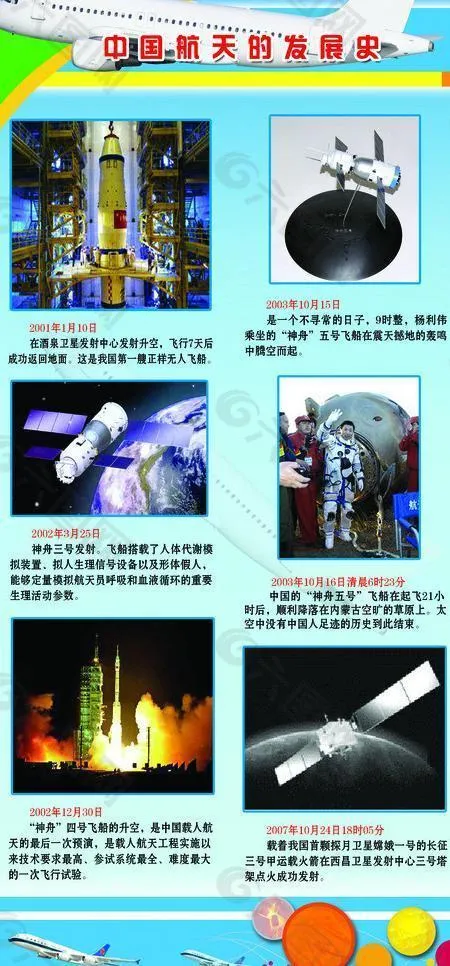 中国航天的发展史
2001年1月10日
在酒泉卫星发射中心发射升空，飞行7天后
成功返回地面。这是我国第一艘正样无人飞船。
2002年3月25日
神舟三号发射。飞船搭载了人体代谢模
拟装置、拟人生理信号设备以及形体假人，
能够定量模拟航天员呼吸和血液循环的重要
生理活动参数。
2002年12月30日
“神舟”四号飞船的升空，是中国载人航
天的最后一次预演，是载人航天工程实施以
来技术要求最高、参试系统最全、难度最大
的一次飞行试验。
2003年10月15日
是一个不寻常的日子，9时整，杨利伟
乘坐的“神舟”五号飞船在震天撼地的轰鸣
中腾空而起。
航
2003年10月16日清晨6时23分
中国的“神舟五号”飞船在起飞21小
时后，顺利降落在内蒙古空旷的草原上。太
空中没有中国人足迹的历史到此结束。
2007年10月24日18时05分
载着我国首颗探月卫星嫦娥一号的长征
三号甲运载火箭在西昌卫星发射中心三号塔
架点火成功发射。